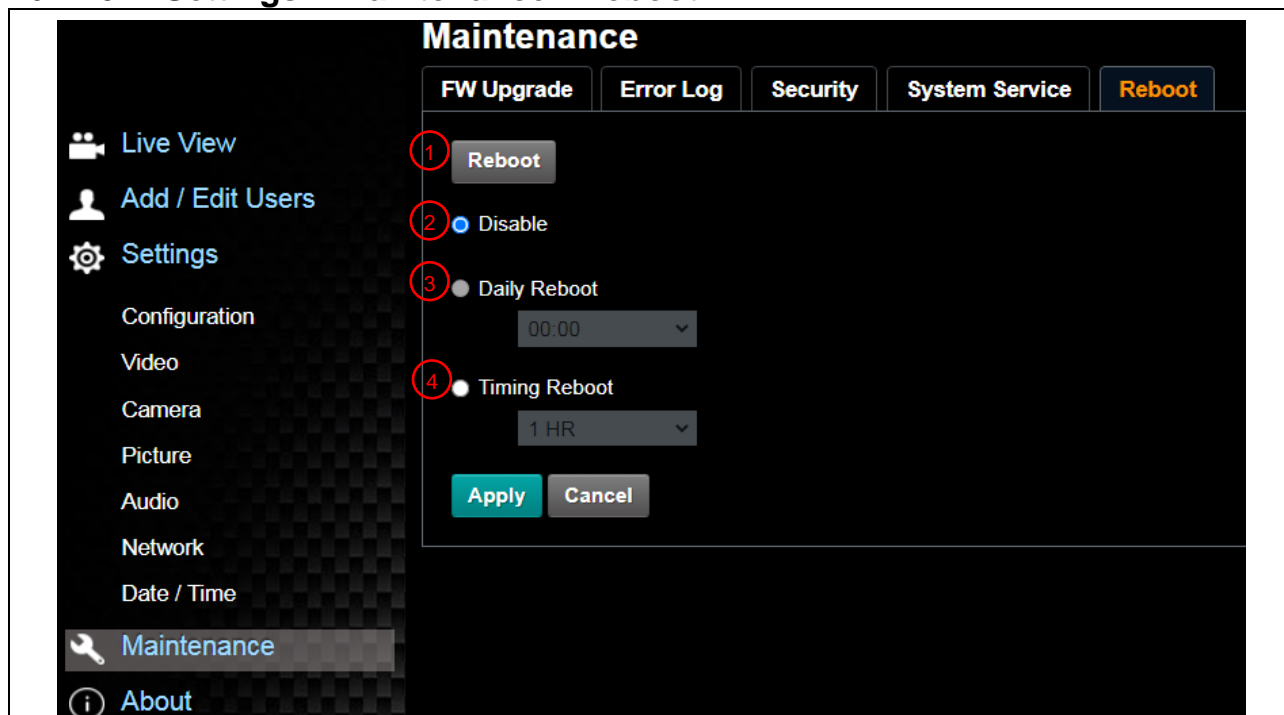 Maintenance
FW Upgrade Error Log Security System Service Reboot
Live View
Add / Edit Users
Settings
Configuration
Video
Camera
Picture
Audio
Network
Date / Time
Maintenance
About
1 Reboot
2 Disable
3 Daily Reboot
00:00
4 Timing Reboot
1 HR
Apply Cancel